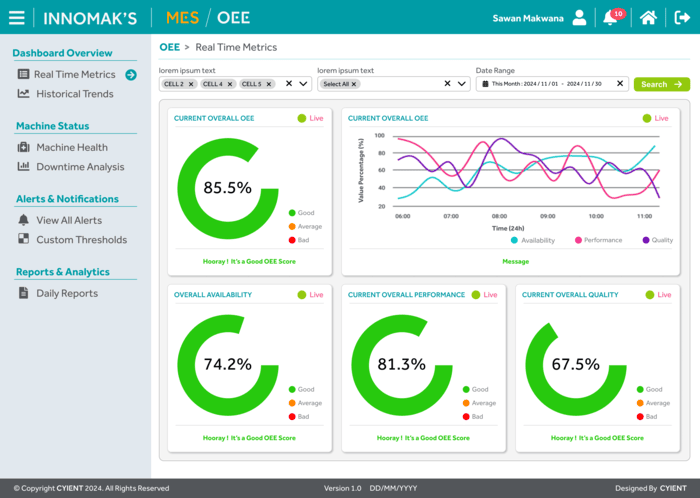 INNOMAK'S
MES / OEE
Sawan Makwana
10
Dashboard Overview
Real Time Metrics
Historical Trends
Machine Status
Machine Health
Downtime Analysis
Alerts & Notifications
View All Alerts
Custom Thresholds
Reports & Analytics
Daily Reports
OEE > Real Time Metrics
lorem ipsum text
CELL 2 × CELL 4 × CELL 5 ×
lorem ipsum text
Select All ×
Date Range
This Month : 2024 / 11 / 01 - 2024 / 11 / 30
Search
CURRENT OVERALL OEE
Live
85.5%
Good
Average
Bad
Hooray ! It's a Good OEE Score
CURRENT OVERALL OEE
Live
Value Percentage (%)
100
80
60
40
20
06:00 07:00 08:00 09:00 10:00 11:00
Time (24h)
Availability Performance Quality
Message
OVERALL AVAILABILITY
Live
74.2%
Good
Average
Bad
Hooray ! It's a Good OEE Score
CURRENT OVERALL PERFORMANCE
Live
81.3%
Good
Average
Bad
Hooray ! It's a Good OEE Score
CURRENT OVERALL QUALITY
Live
67.5%
Good
Average
Bad
Hooray ! It's a Good OEE Score
© Copyright CYIENT 2024. All Rights Reserved
Version 1.0 DD/MM/YYYY
Designed By CYIENT